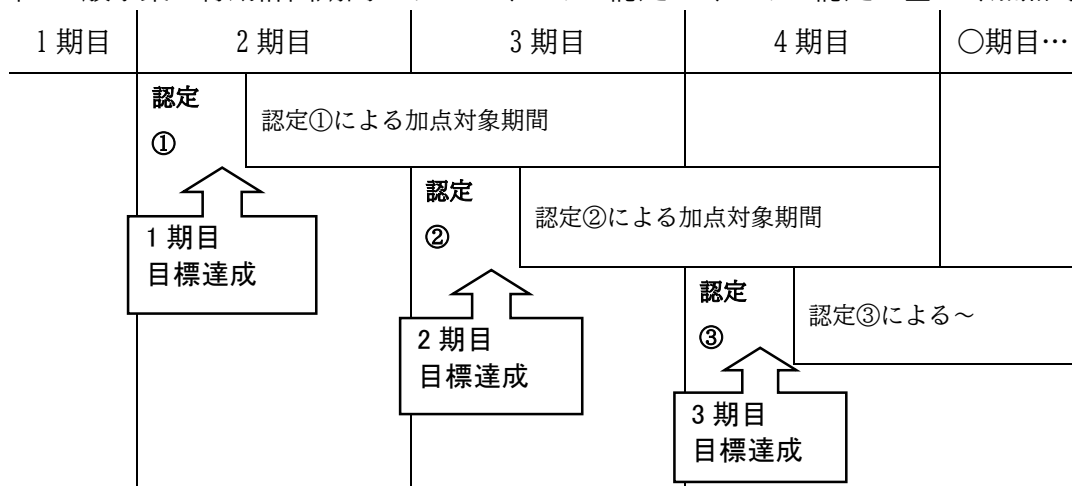 1期目 2期目 3期目 4期目 〇期目…
認定
①
認定①による加点対象期間
1期目
目標達成
認定
②
認定②による加点対象期間
2期目
目標達成
認定
③
認定③による～
3期目
目標達成